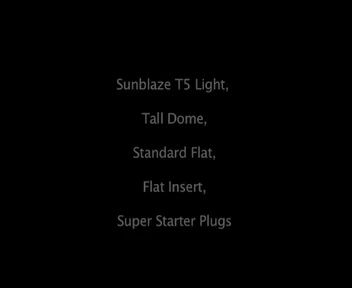 Sunblaze T5 Light,
Tall Dome,
Standard Flat,
Flat Insert,
Super Starter Plugs